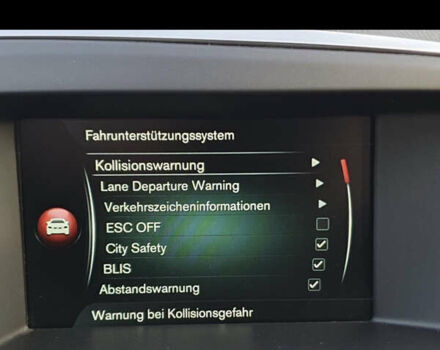 Fahrunterstützungssystem
Kollisionswarnung
Lane Departure Warning
Verkehrszeicheninformationen
ESC OFF
City Safety
BLIS
Abstandswarnung
Warnung bei Kollisionsgefahr